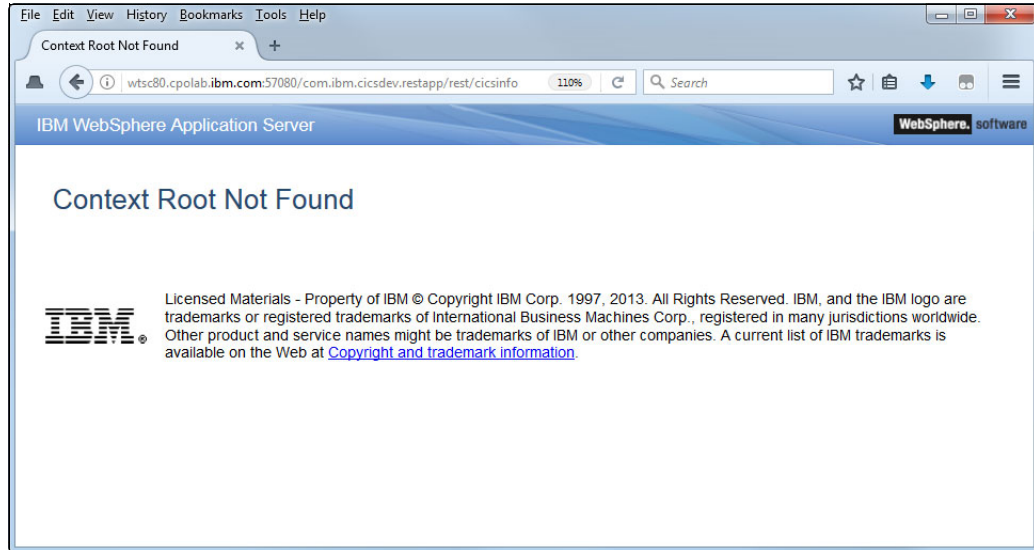 File Edit View History Bookmarks Tools Help
Context Root Not Found × +
wtsc80.cpolab.ibm.com:57080/com.ibm.cicsdev.restapp/rest/cicsinfo 110% Search
IBM WebSphere Application Server WebSphere. software
Context Root Not Found
Licensed Materials - Property of IBM © Copyright IBM Corp. 1997, 2013. All Rights Reserved. IBM, and the IBM logo are
trademarks or registered trademarks of International Business Machines Corp., registered in many jurisdictions worldwide.
IBM ®
Other product and service names might be trademarks of IBM or other companies. A current list of IBM trademarks is
available on the Web at Copyright and trademark information.